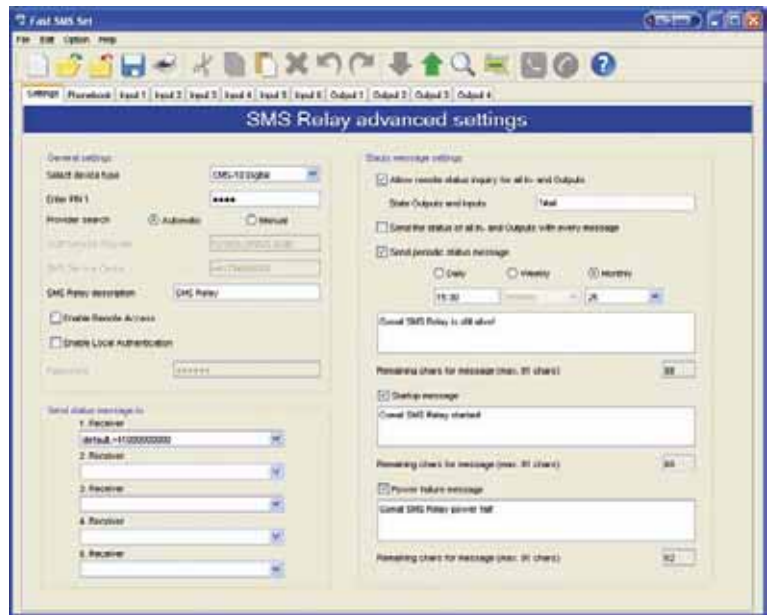 Fast SMS Set
File Edit Option Help
Settings Phonebook Input 1 Input 2 Input 3 Input 4 Input 5 Input 6 Output 1 Output 2 Output 3 Output 4
SMS Relay advanced settings
General settings
Select device type
Enter PIN 1 ****
Provider search Automatic Manual
SMS Relay description SMS Relay
Enable Remote Access
Enable Local Authentication
Password ******
Send status message to
1. Receiver
2. Receiver
3. Receiver
4. Receiver
5. Receiver
Status message settings
Allow remote status inquiry for all In- and Outputs
State Outputs and Inputs
Send the status of all In- and Outputs with every message
Send periodic status message
Daily Weekly Monthly
Comat SMS Relay is still alive!
Remaining chars for message (max. 91 chars)
Startup message
Comat SMS Relay started!
Remaining chars for message (max. 91 chars)
Power failure message
Comat SMS Relay power fail!
Remaining chars for message (max. 91 chars)